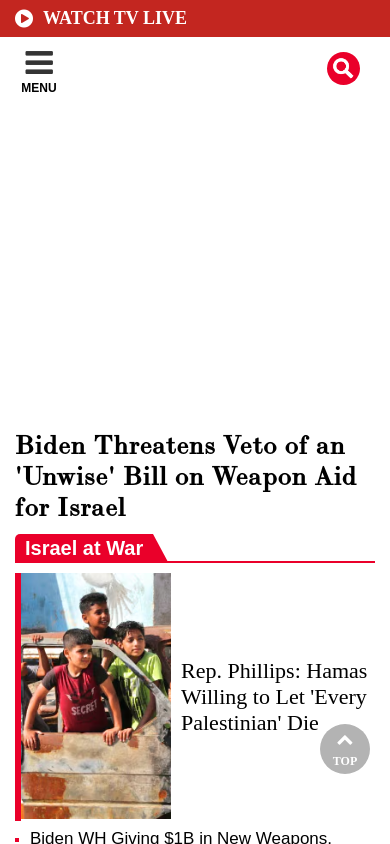 WATCH TV LIVE
MENU
Biden Threatens Veto of an
'Unwise' Bill on Weapon Aid
for Israel
Israel at War
SECRET
Rep. Phillips: Hamas
Willing to Let 'Every
Palestinian' Die
TOP
Biden WH Giving $1B in New Weapons,